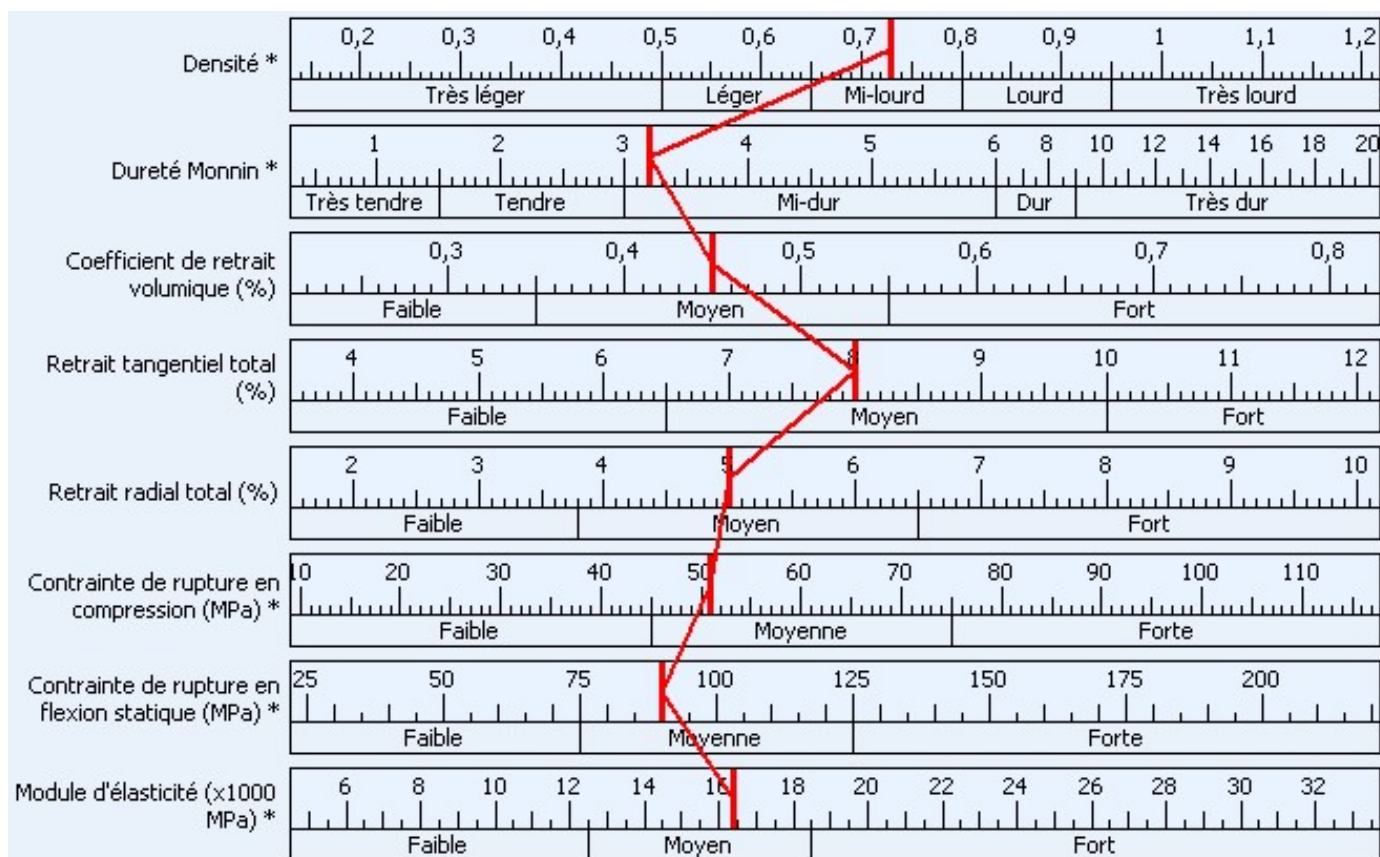 0,2 0,3 0,4 0,5 0,6 0,7 0,8 0,9 1 1,1 1,2
Densité *
Très léger Léger Mi-lourd Lourd Très lourd
1 2 3 4 5 6 8 10 12 14 16 18 20
Dureté Monnin *
Très tendre Tendre Mi-dur Dur Très dur
0,3 0,4 0,5 0,6 0,7 0,8
Coefficient de retrait
volumique (%)
Faible Moyen Fort
4 5 6 7 8 9 10 11 12
Retrait tangentiel total
(%)
Faible Moyen Fort
2 3 4 5 6 7 8 9 10
Retrait radial total (%)
Faible Moyen Fort
10 20 30 40 50 60 70 80 90 100 110
Contrainte de rupture en
compression (MPa) *
Faible Moyenne Forte
25 50 75 100 125 150 175 200
Contrainte de rupture en
flexion statique (MPa) *
Faible Moyenne Forte
6 8 10 12 14 16 18 20 22 24 26 28 30 32
Module d'élasticité (x1000
MPa) *
Faible Moyen Fort